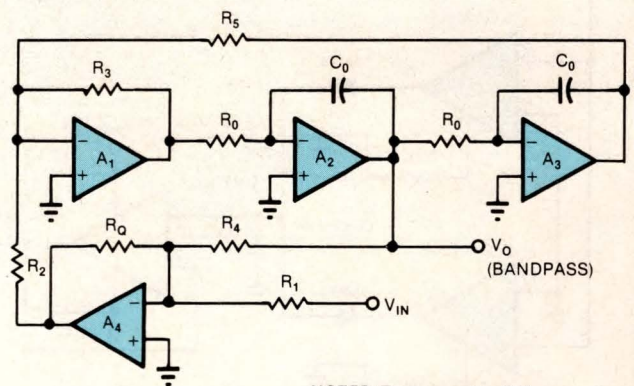 R5
R3
C0
C0
R0
R0
−
A1
+
−
A2
+
−
A3
+
RQ
R4
R2
VO
(BANDPASS)
R1
VIN
−
A4
+